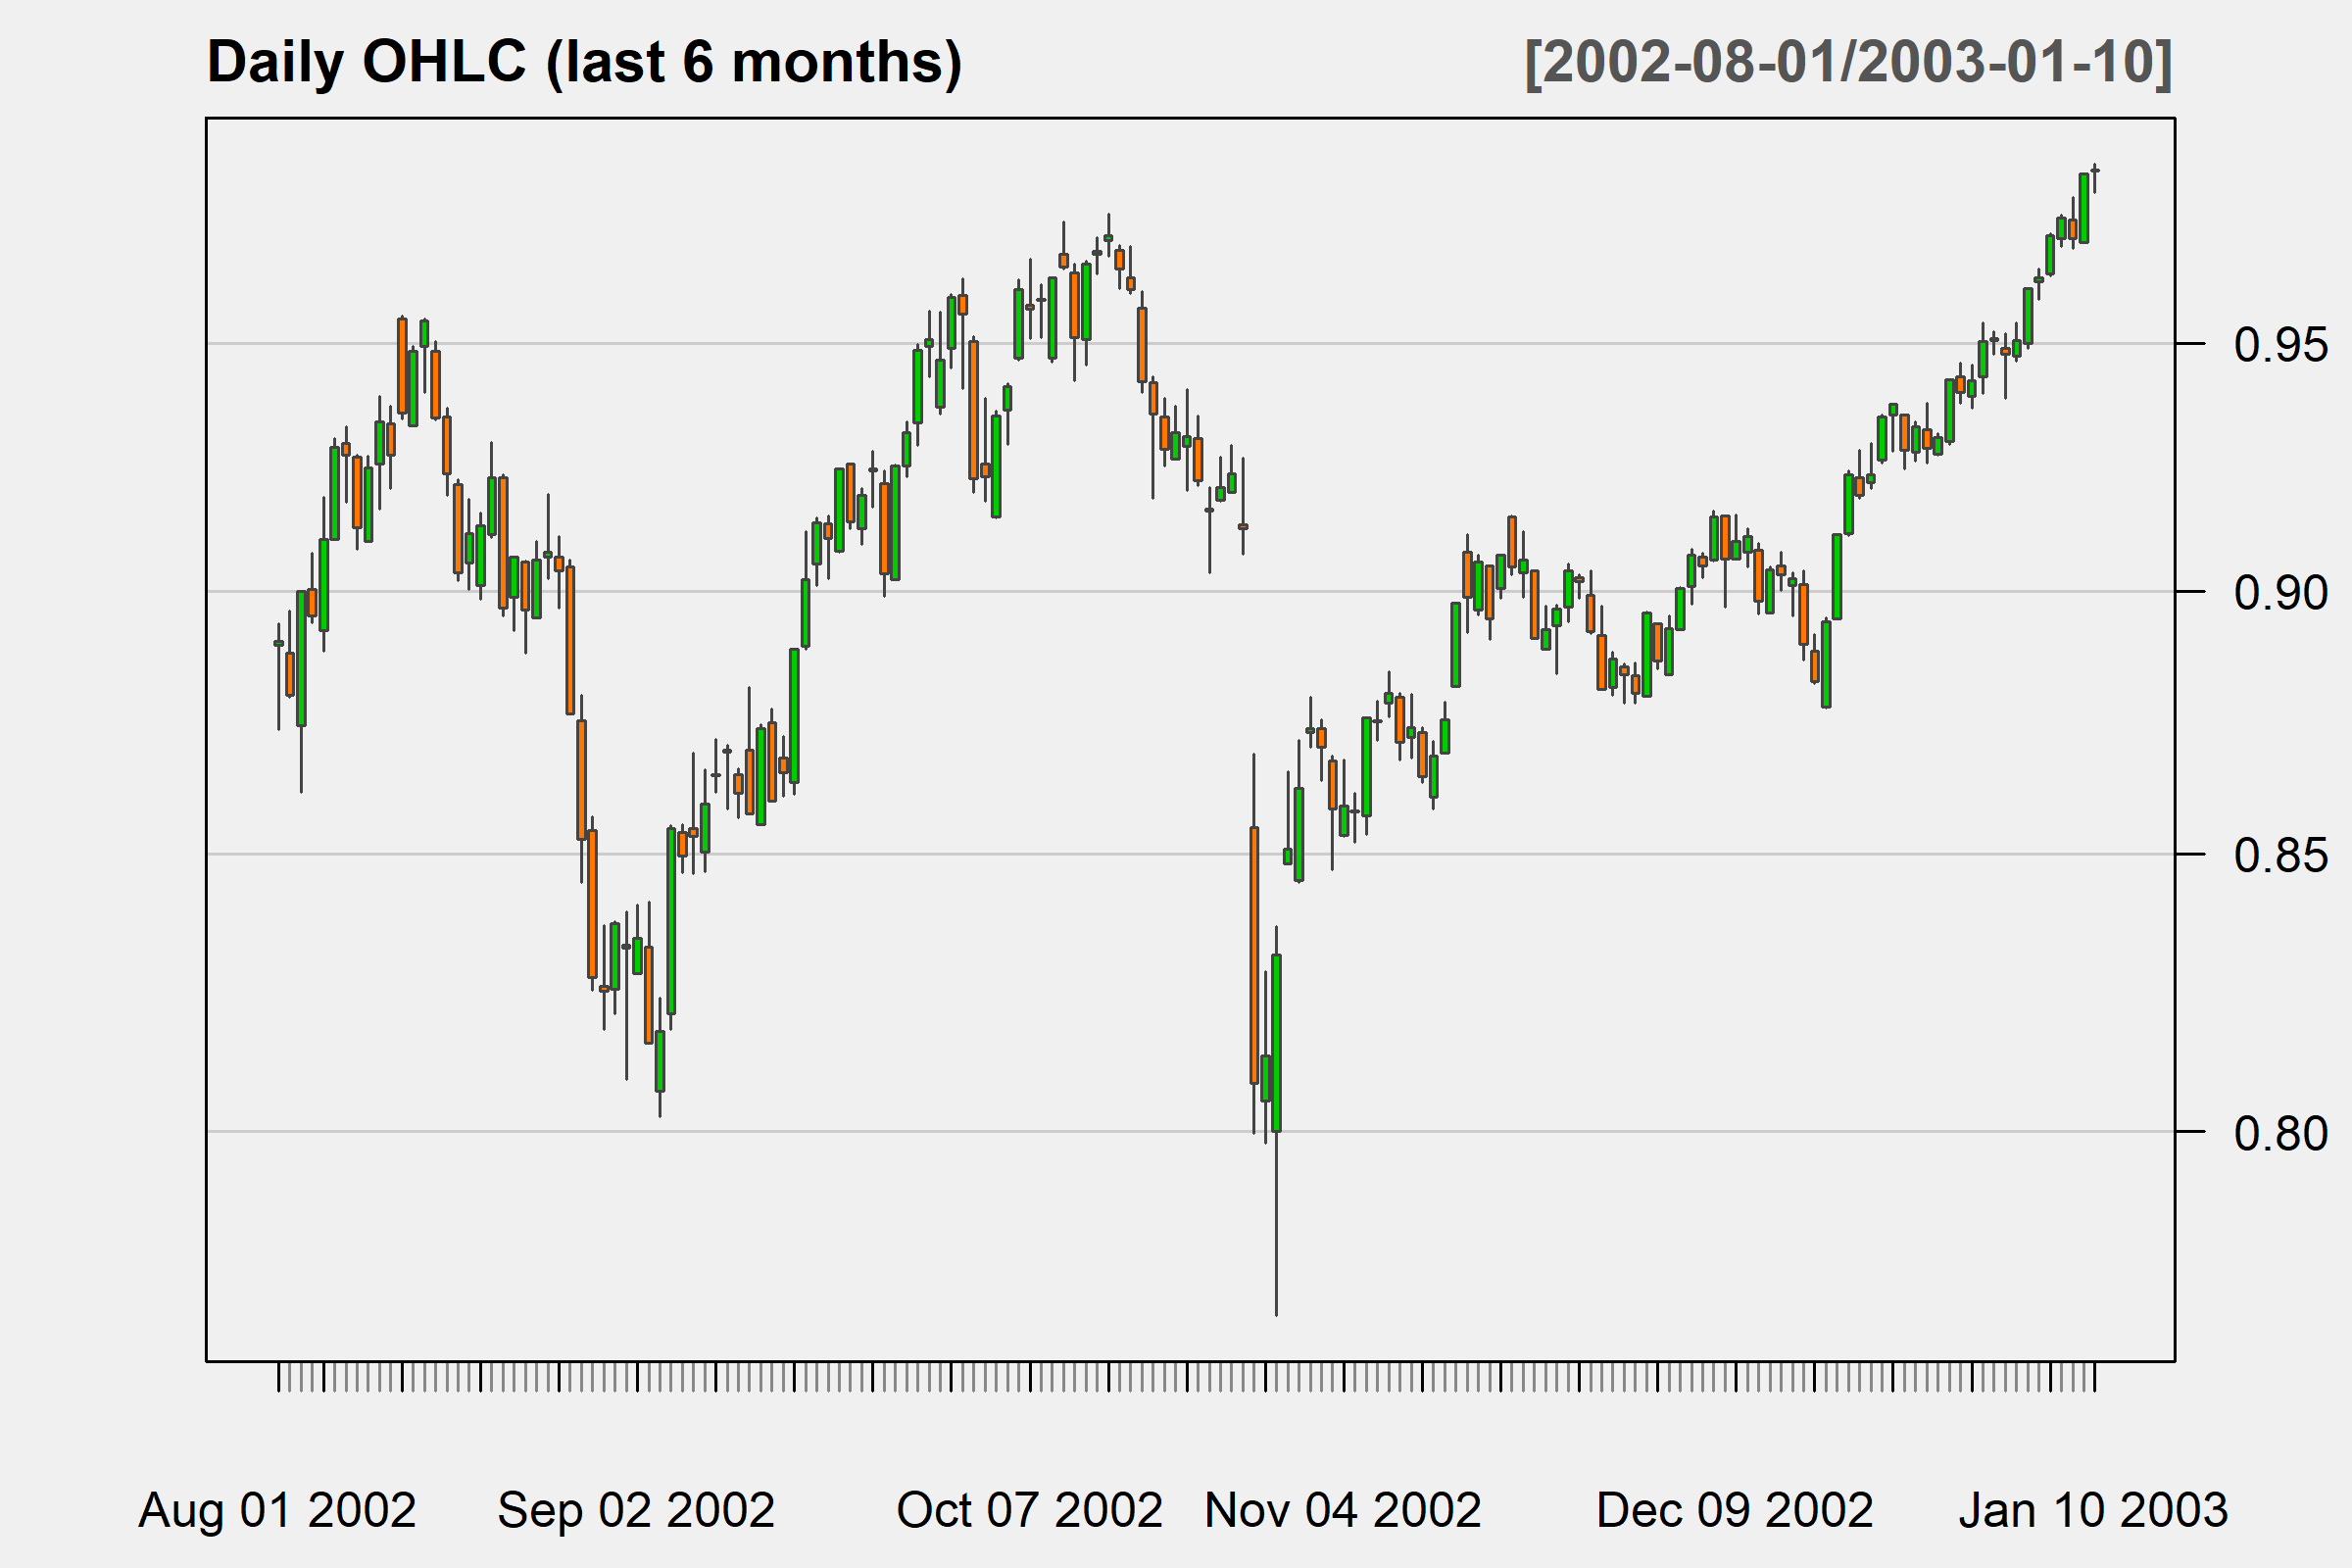 Daily OHLC (last 6 months) [2002-08-01/2003-01-10]
0.95
0.90
0.85
0.80
Aug 01 2002 Sep 02 2002 Oct 07 2002 Nov 04 2002 Dec 09 2002 Jan 10 2003